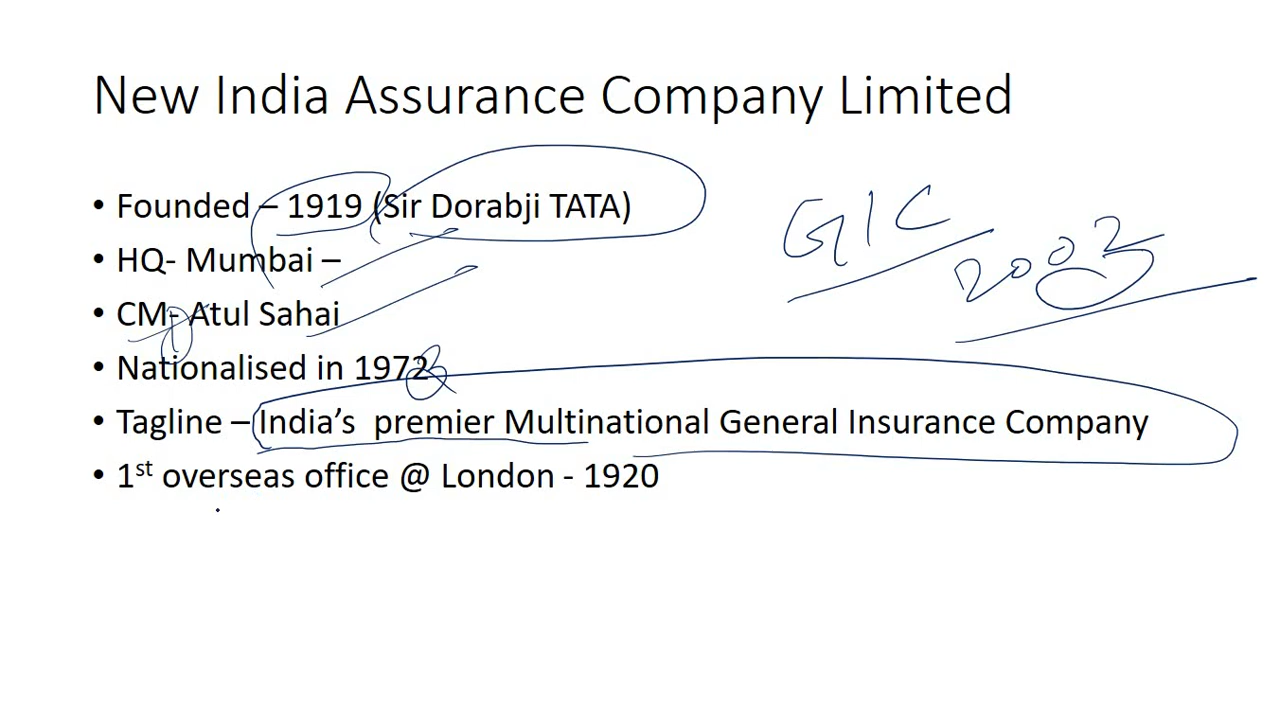 New India Assurance Company Limited
• Founded – 1919 (Sir Dorabji TATA)
• HQ- Mumbai –
• CM- Atul Sahai
• Nationalised in 1972
• Tagline – India’s premier Multinational General Insurance Company
• 1st overseas office @ London - 1920
GIC